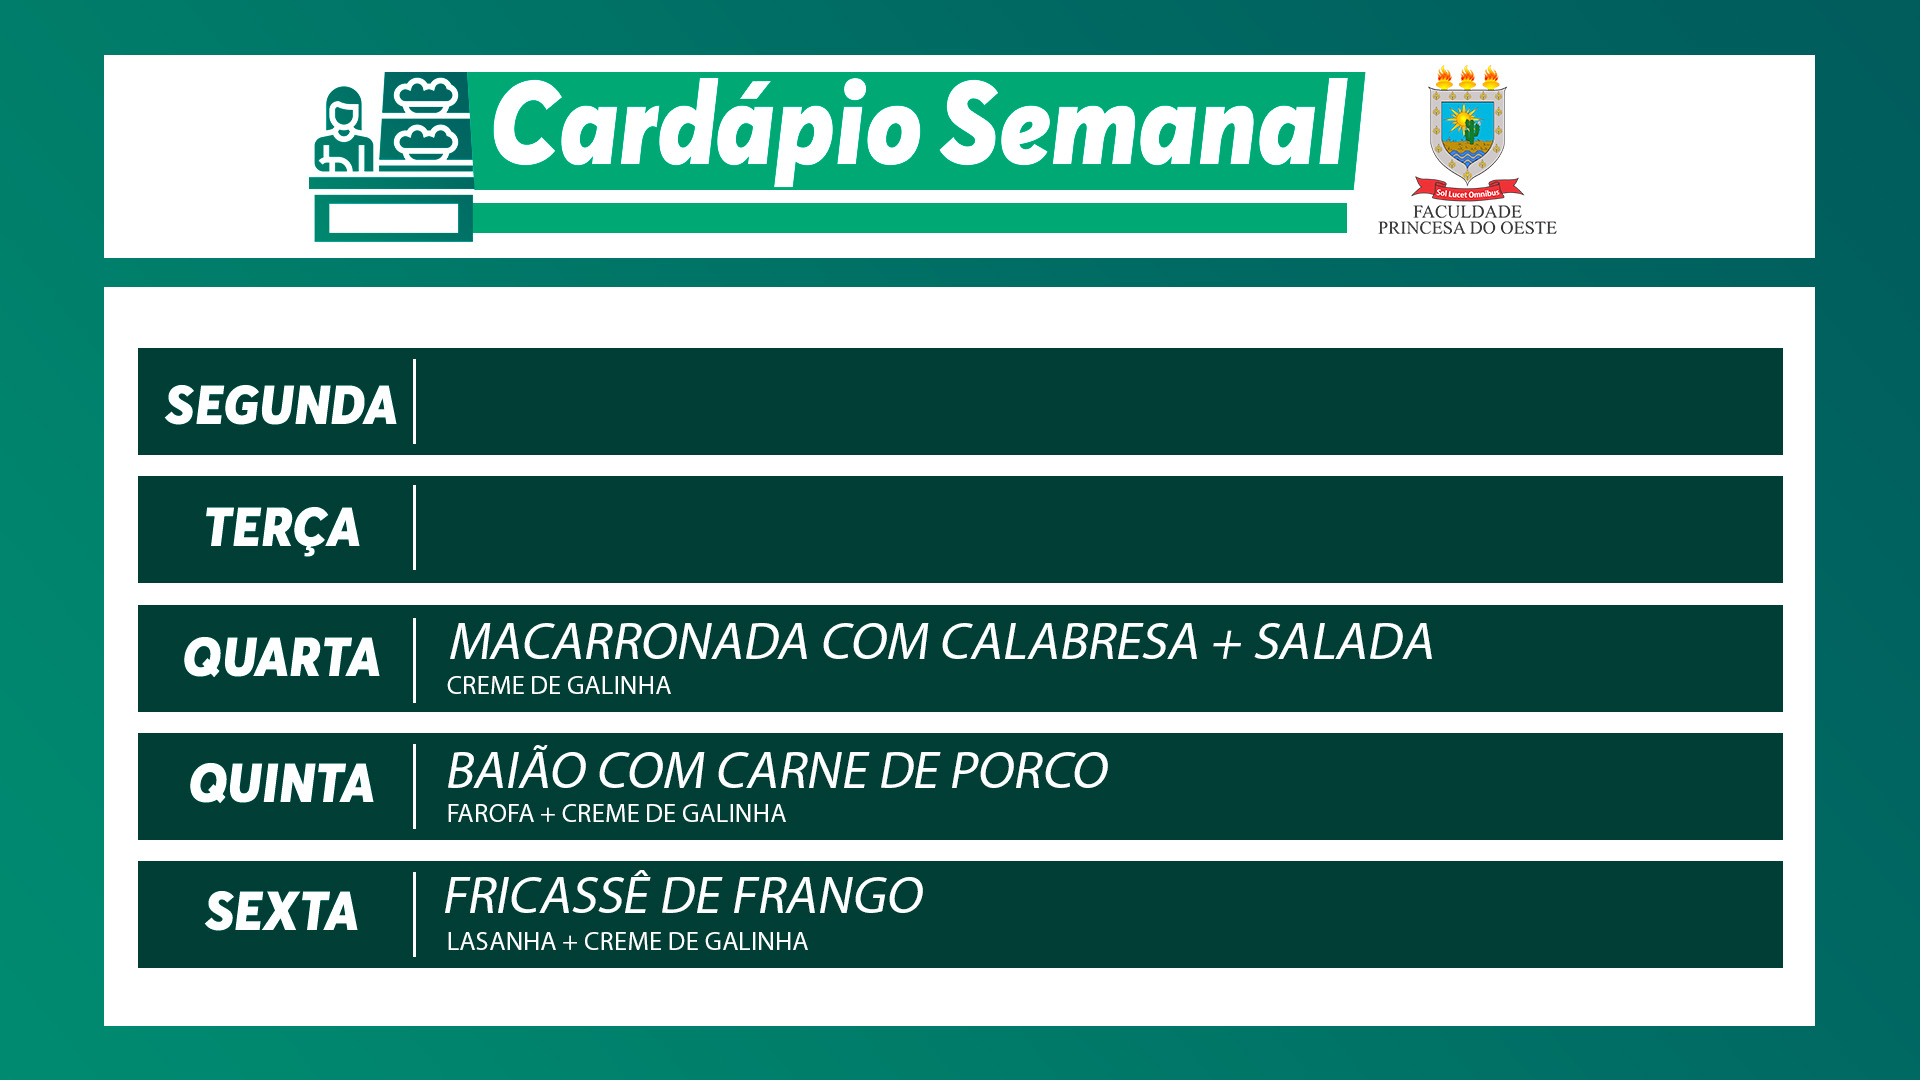 Cardápio Semanal
Sol Lucet Omnibus
FACULDADE
PRINCESA DO OESTE
SEGUNDA
TERÇA
QUARTA
MACARRONADA COM CALABRESA + SALADA
CREME DE GALINHA
QUINTA
BAIÃO COM CARNE DE PORCO
FAROFA + CREME DE GALINHA
SEXTA
FRICASSÊ DE FRANGO
LASANHA + CREME DE GALINHA